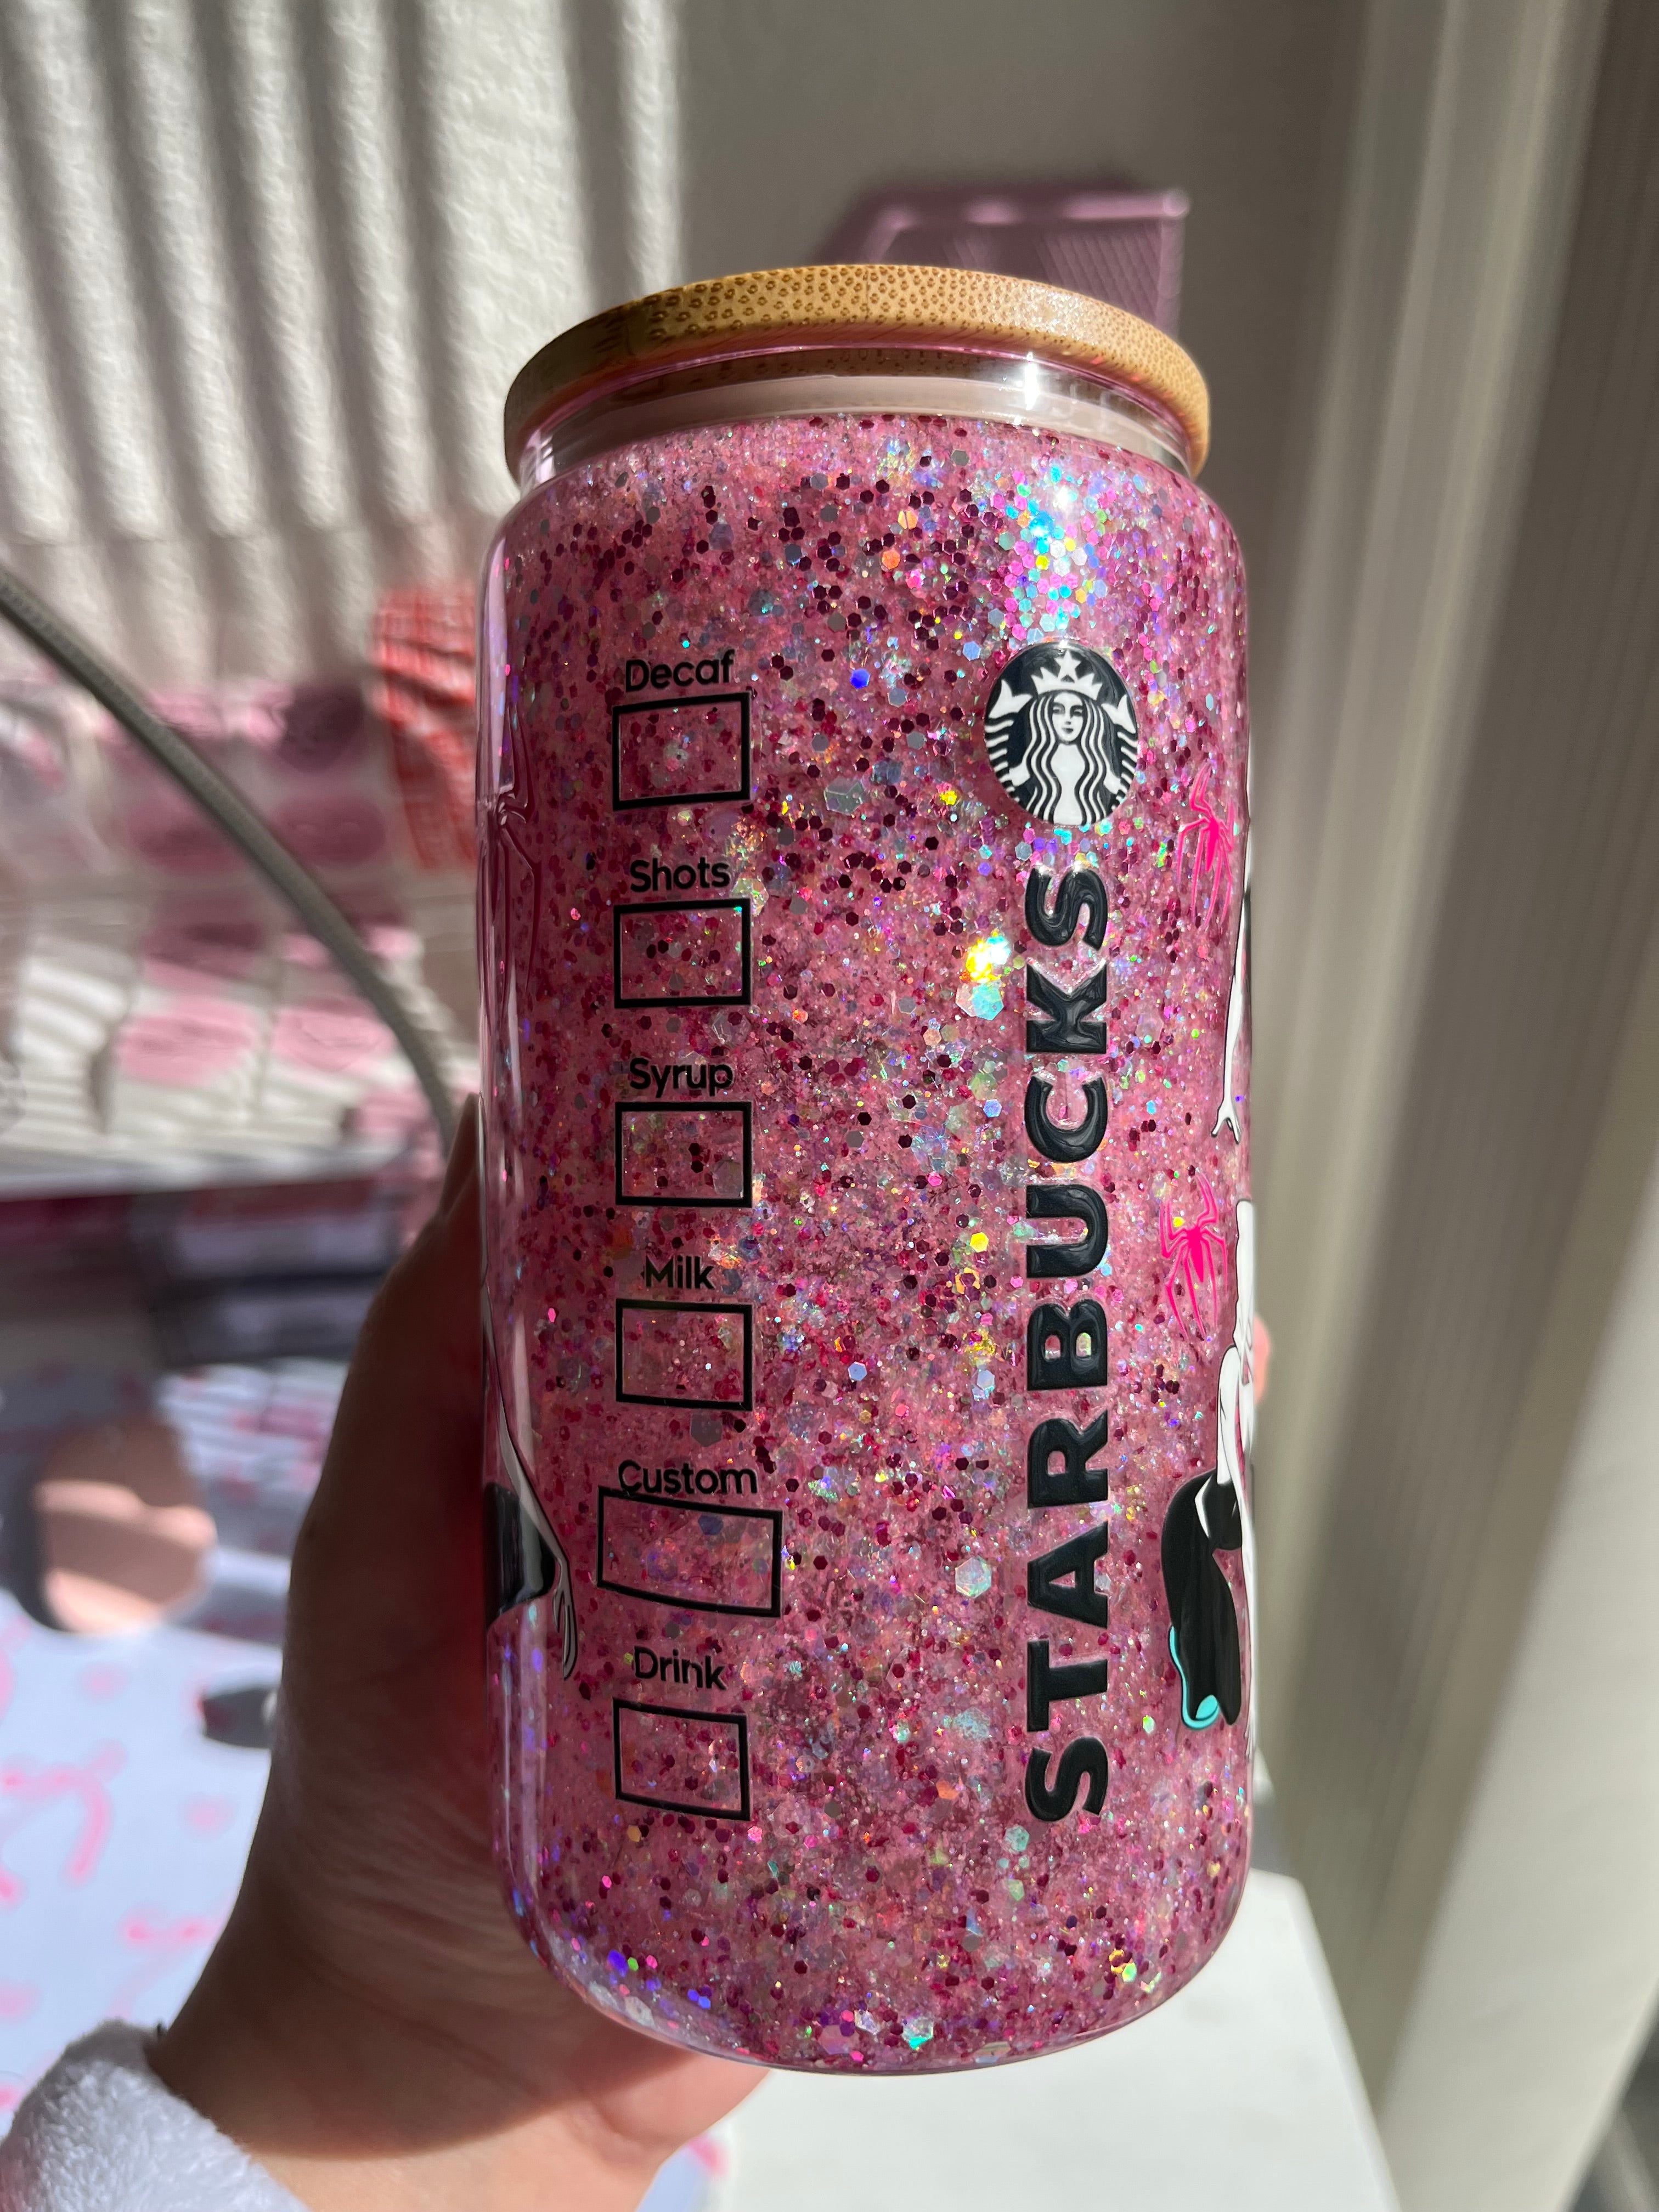 Decaf
Shots
Syrup
Milk
Custom
Drink
STARBUCKS